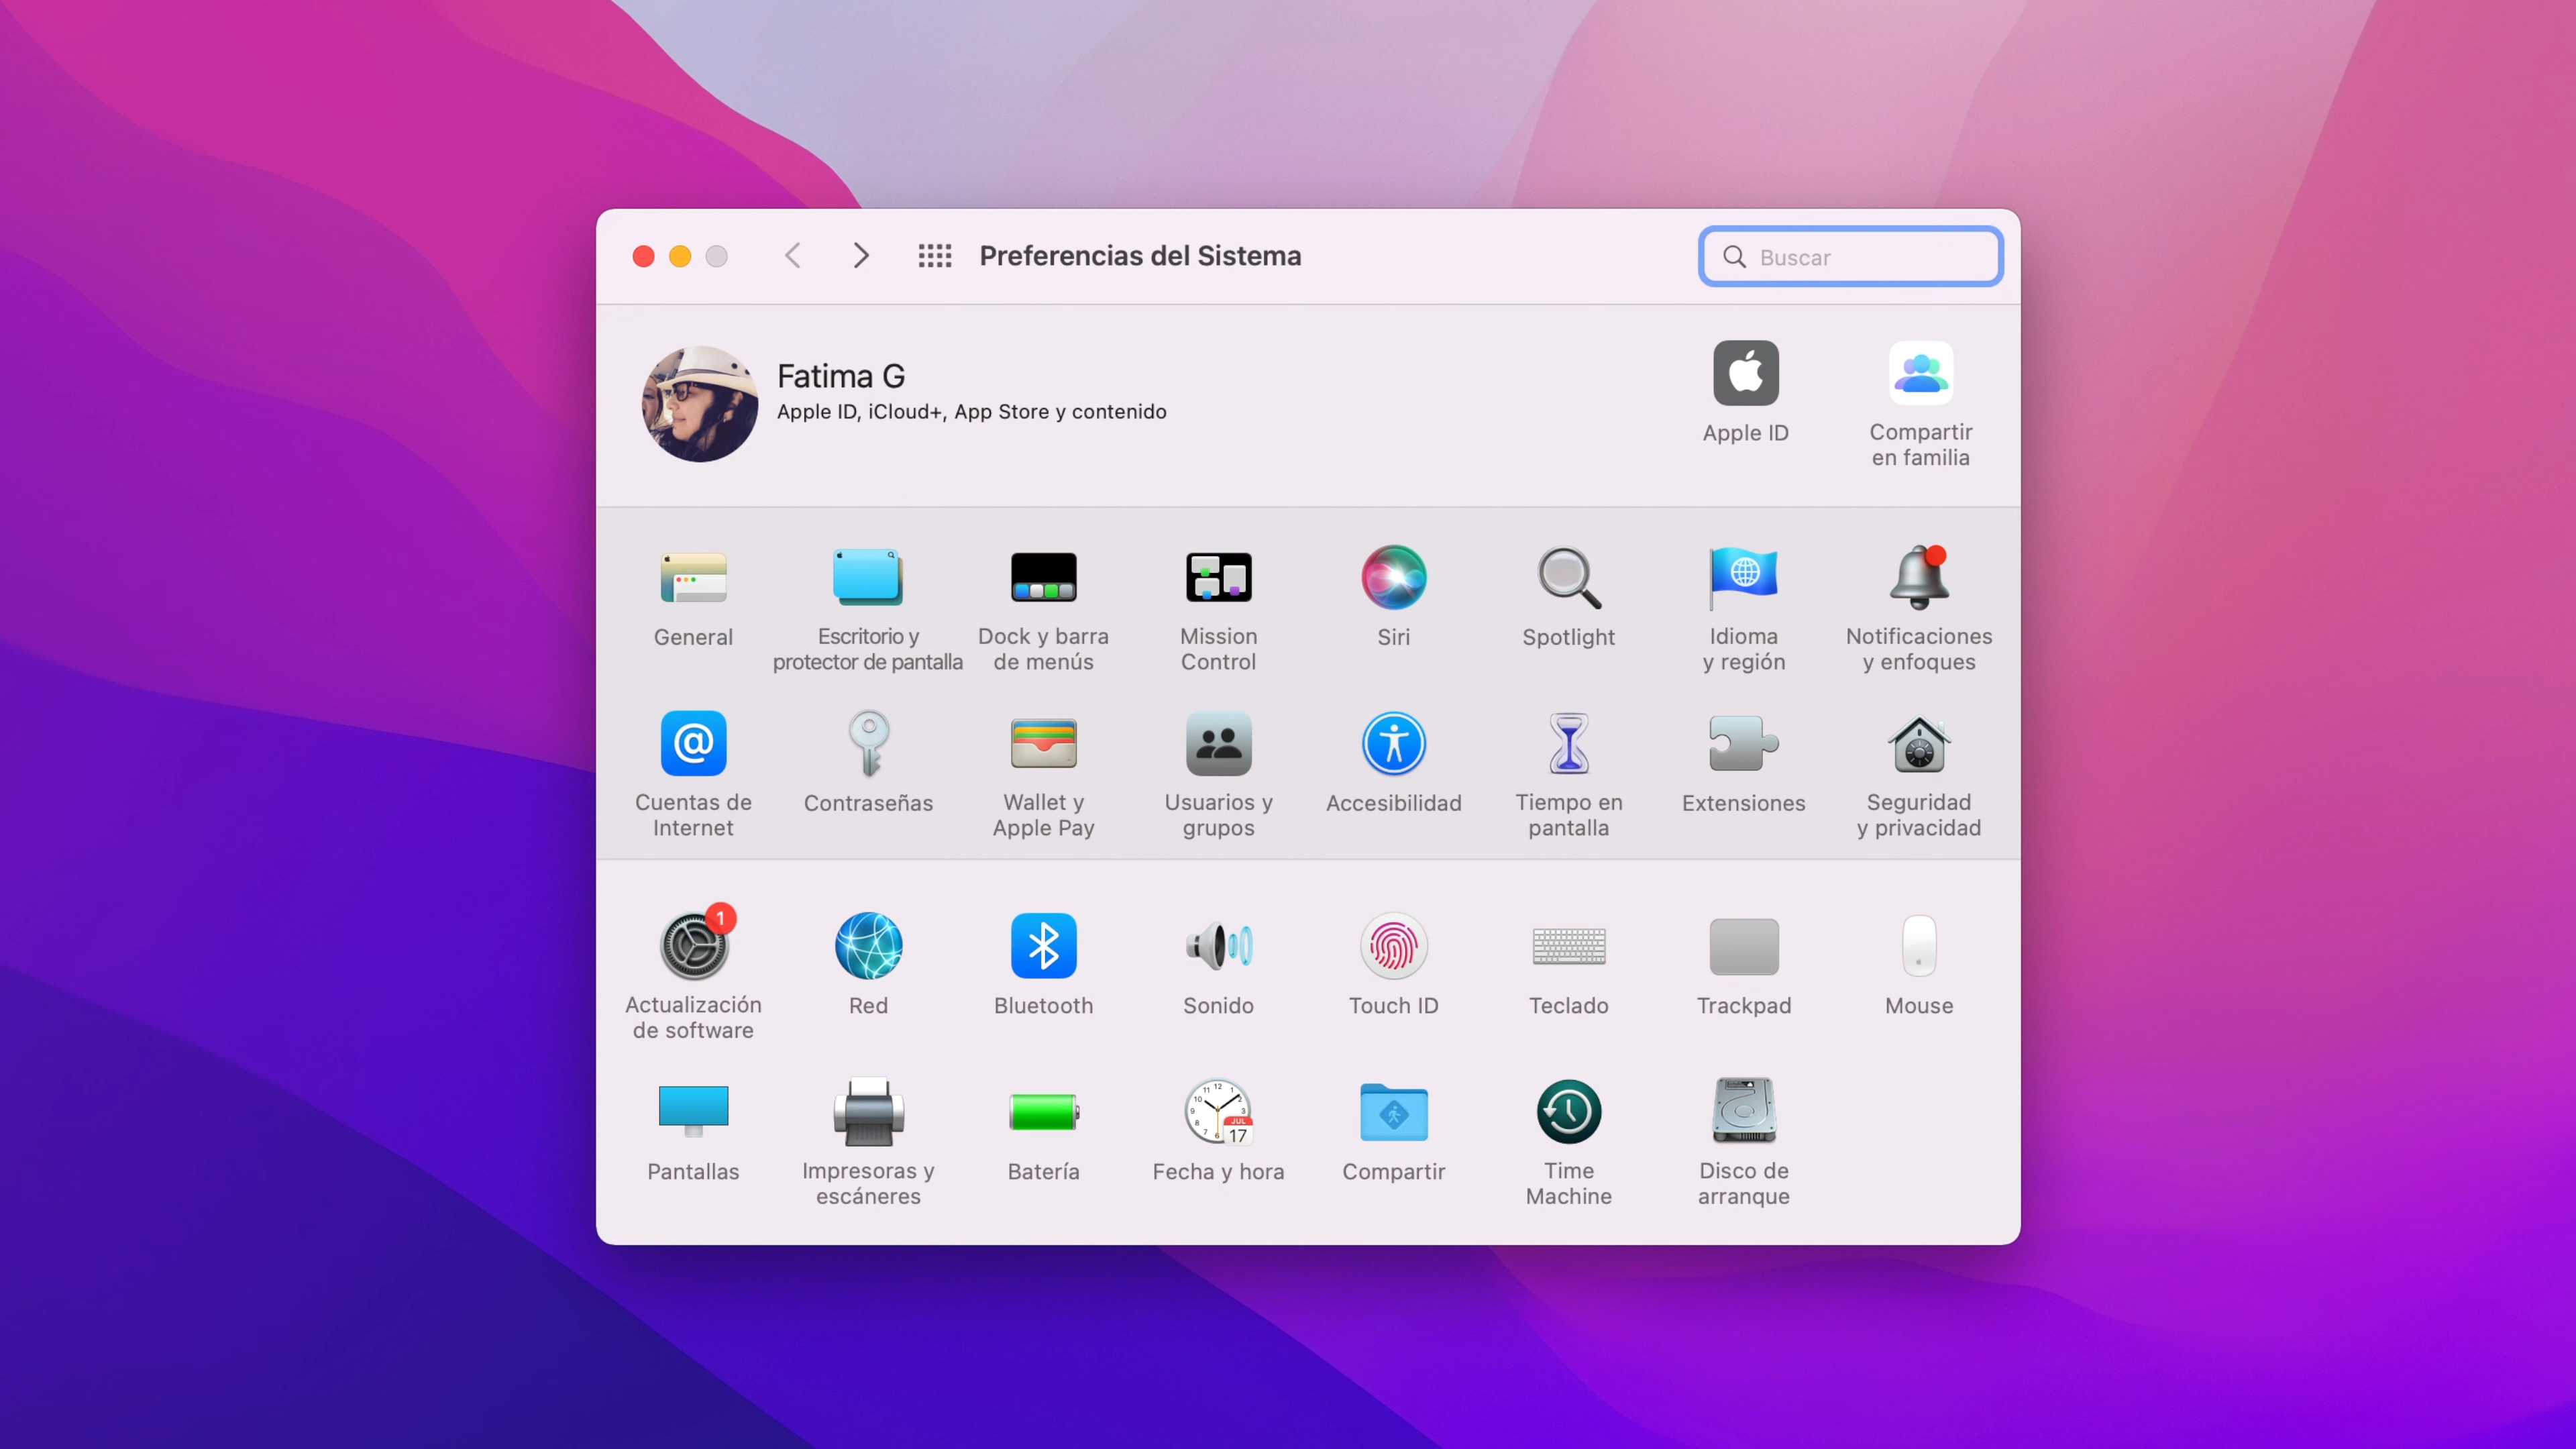 Preferencias del Sistema
Buscar
Fatima G
Apple ID, iCloud+, App Store y contenido
Apple ID
Compartir
en familia
General
Escritorio y
protector de pantalla
Dock y barra
de menús
Mission
Control
Siri
Spotlight
Idioma
y región
Notificaciones
y enfoques
Cuentas de
Internet
Contraseñas
Wallet y
Apple Pay
Usuarios y
grupos
Accesibilidad
Tiempo en
pantalla
Extensiones
Seguridad
y privacidad
1
Actualización
de software
Red
Bluetooth
Sonido
Touch ID
Teclado
Trackpad
Mouse
Pantallas
Impresoras y
escáneres
Batería
JUL
17
Fecha y hora
Compartir
Time
Machine
Disco de
arranque